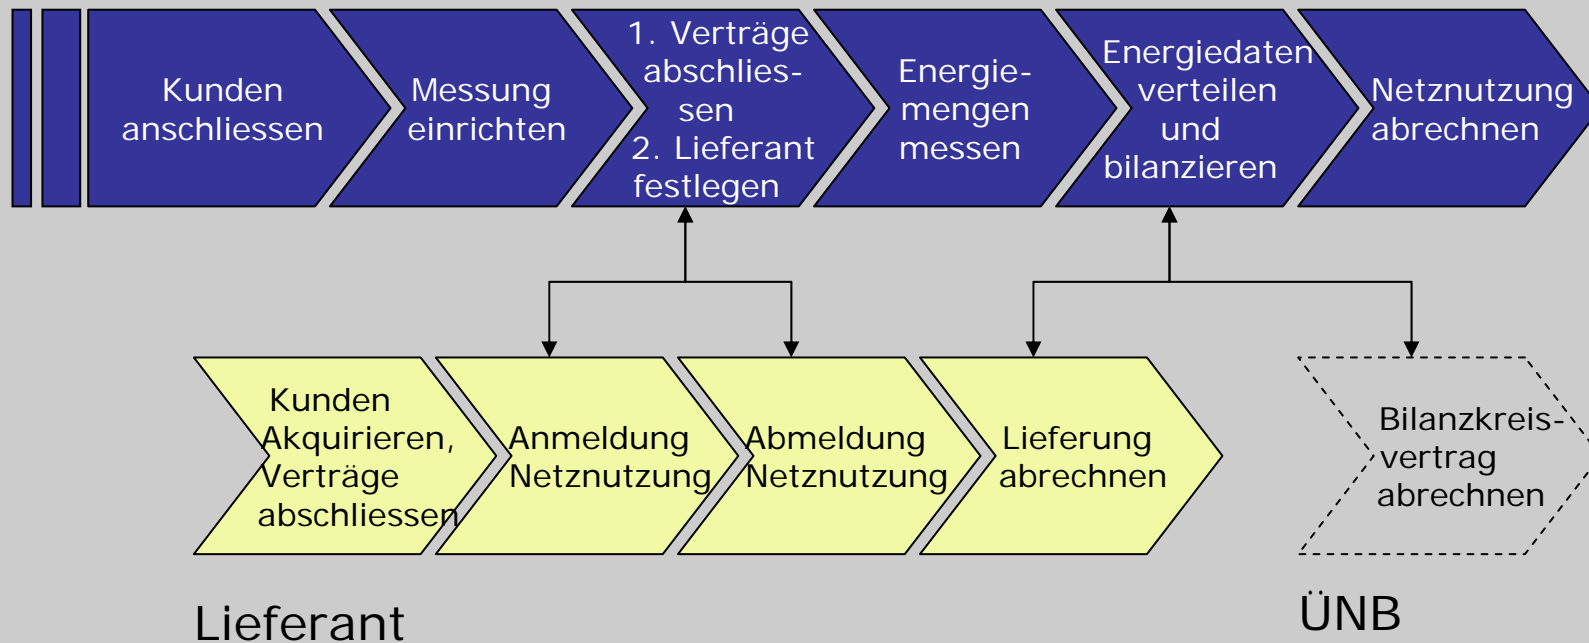 Kunden
anschliessen
Messung
einrichten
1. Verträge
abschlies-
sen
2. Lieferant
festlegen
Energie-
mengen
messen
Energiedaten
verteilen
und
bilanzieren
Netznutzung
abrechnen
Kunden
Akquirieren,
Verträge
abschliessen
Anmeldung
Netznutzung
Abmeldung
Netznutzung
Lieferung
abrechnen
Bilanzkreis-
vertrag
abrechnen
Lieferant
ÜNB